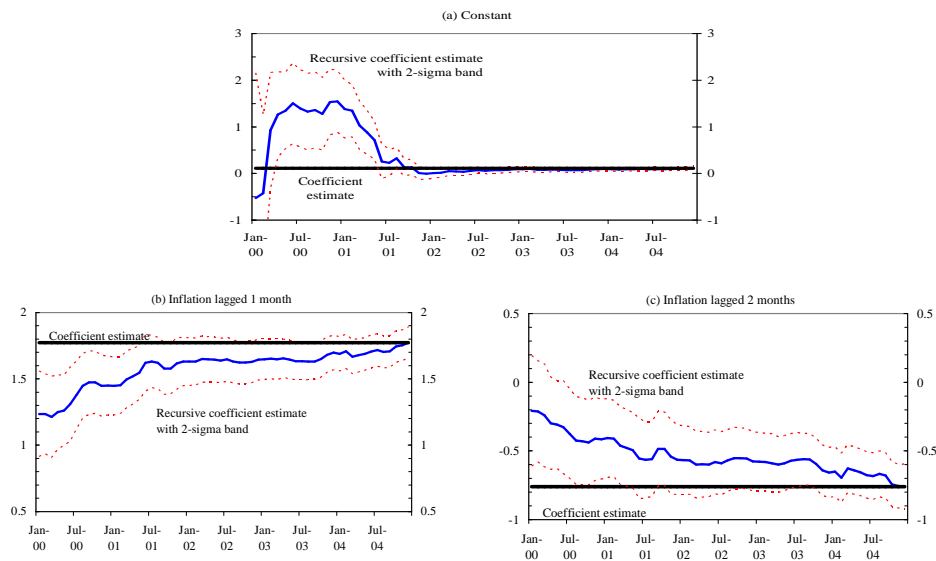 (a) Constant
3
3
Recursive coefficient estimate
with 2-sigma band
2
2
1
1
0
0
Coefficient
estimate
-1
-1
Jan- Jul- Jan- Jul- Jan- Jul- Jan- Jul- Jan- Jul-
00 00 01 01 02 02 03 03 04 04
(b) Inflation lagged 1 month
2
2
Coefficient estimate
1.5
1.5
Recursive coefficient estimate
with 2-sigma band
1
1
0.5
0.5
Jan- Jul- Jan- Jul- Jan- Jul- Jan- Jul- Jan- Jul-
00 00 01 01 02 02 03 03 04 04
(c) Inflation lagged 2 months
0.5
0.5
0
0
Recursive coefficient estimate
with 2-sigma band
-0.5
-0.5
Coefficient estimate
-1
-1
Jan- Jul- Jan- Jul- Jan- Jul- Jan- Jul- Jan- Jul-
00 00 01 01 02 02 03 03 04 04